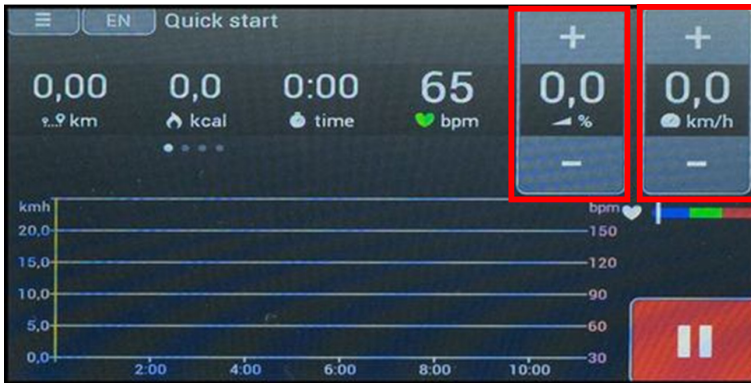 EN Quick start
+ +
0,00 0,0 0:00 65 0,0 0,0
km kcal time bpm % km/h
- -
kmh bpm
20,0 150
15,0 120
10,0 90
5,0 60
0,0 30
2:00 4:00 6:00 8:00 10:00